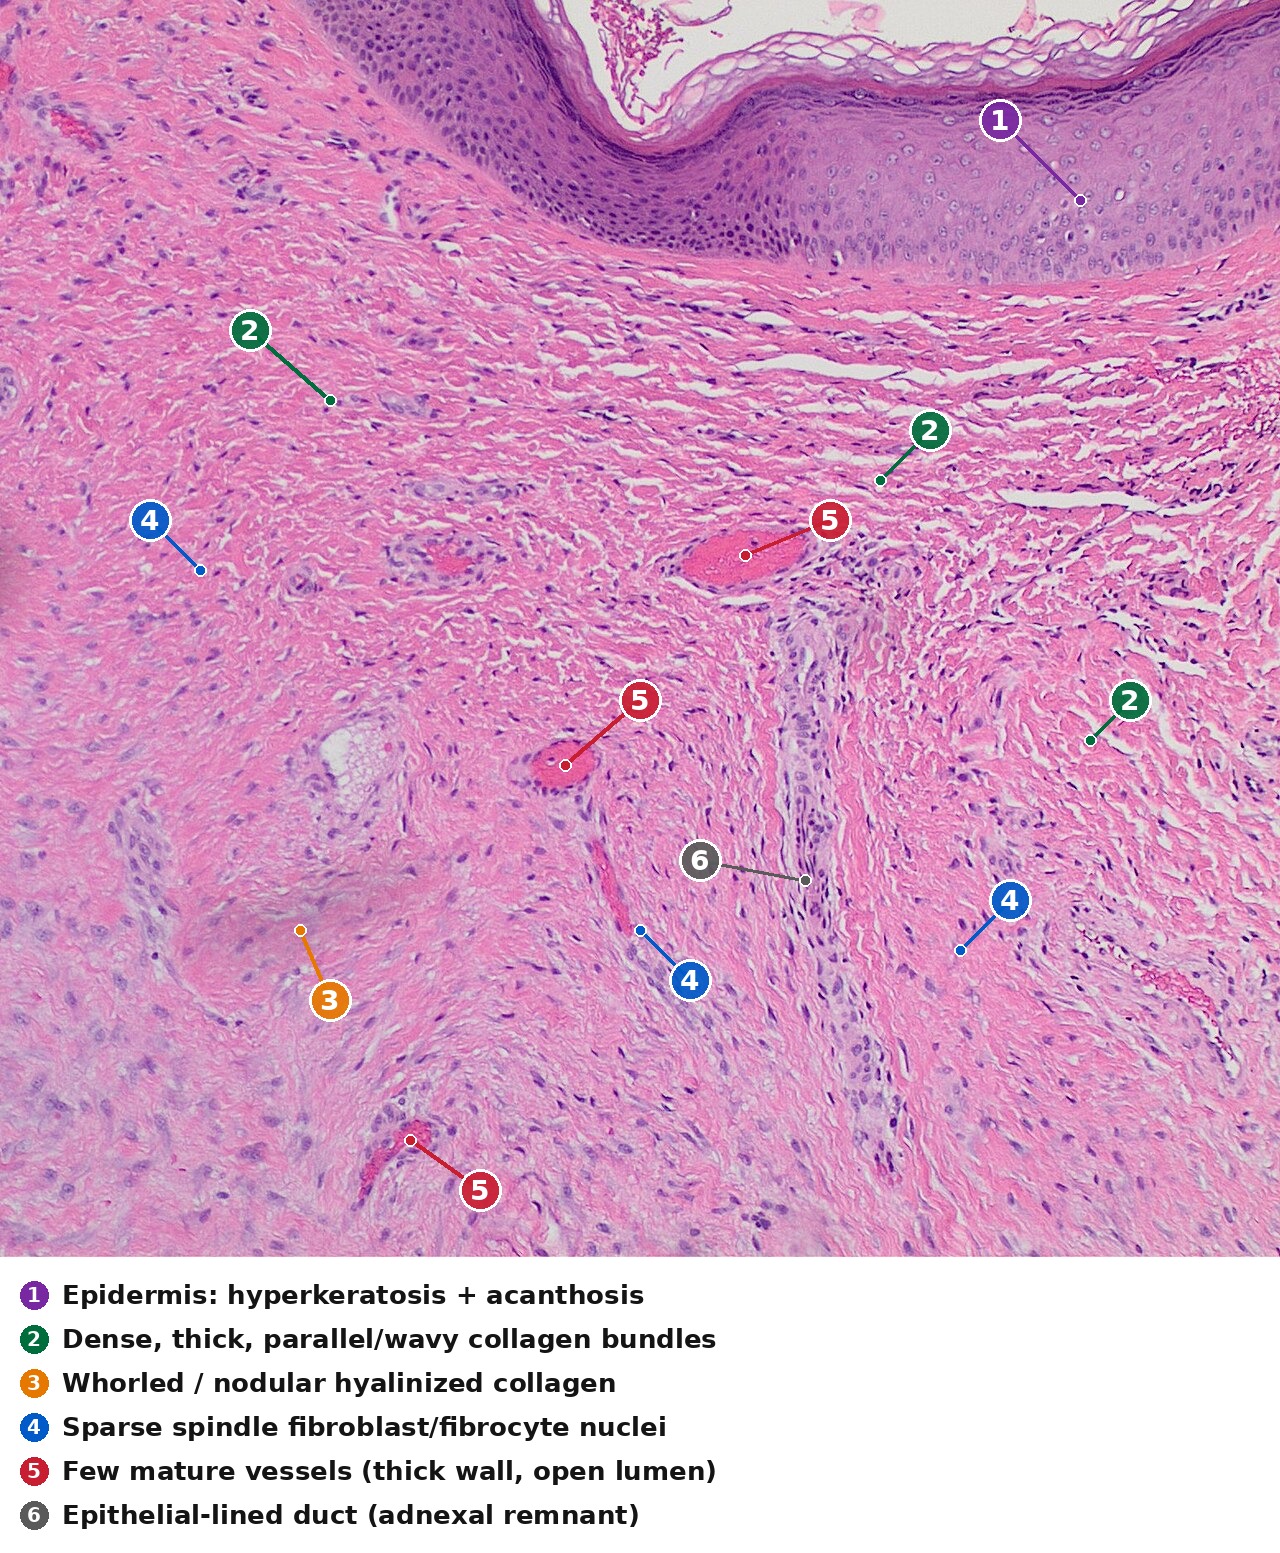 1
2
2
4
5
5
2
6
4
4
3
5
1 Epidermis: hyperkeratosis + acanthosis
2 Dense, thick, parallel/wavy collagen bundles
3 Whorled / nodular hyalinized collagen
4 Sparse spindle fibroblast/fibrocyte nuclei
5 Few mature vessels (thick wall, open lumen)
6 Epithelial-lined duct (adnexal remnant)